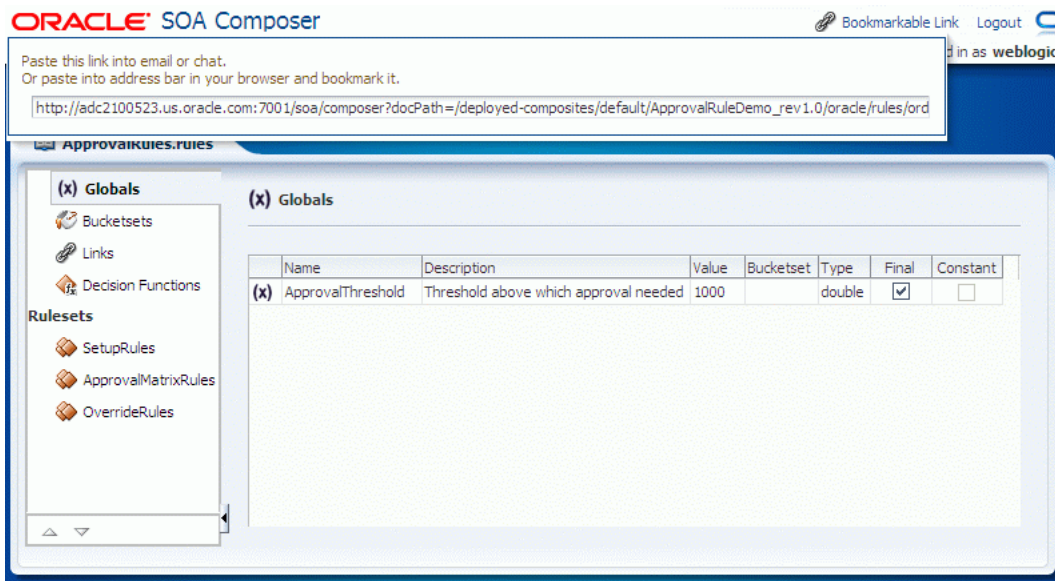 ORACLE SOA Composer
Bookmarkable Link Logout
d in as weblogic
Paste this link into email or chat.
Or paste into address bar in your browser and bookmark it.
http://adc2100523.us.oracle.com:7001/soa/composer?docPath=/deployed-composites/default/ApprovalRuleDemo_rev1.0/oracle/rules/ord
ApprovalRules.rules
(x) Globals
Bucketsets
Links
Decision Functions
Rulesets
SetupRules
ApprovalMatrixRules
OverrideRules
(x) Globals
Name Description Value Bucketset Type Final Constant
(x) ApprovalThreshold Threshold above which approval needed 1000 double